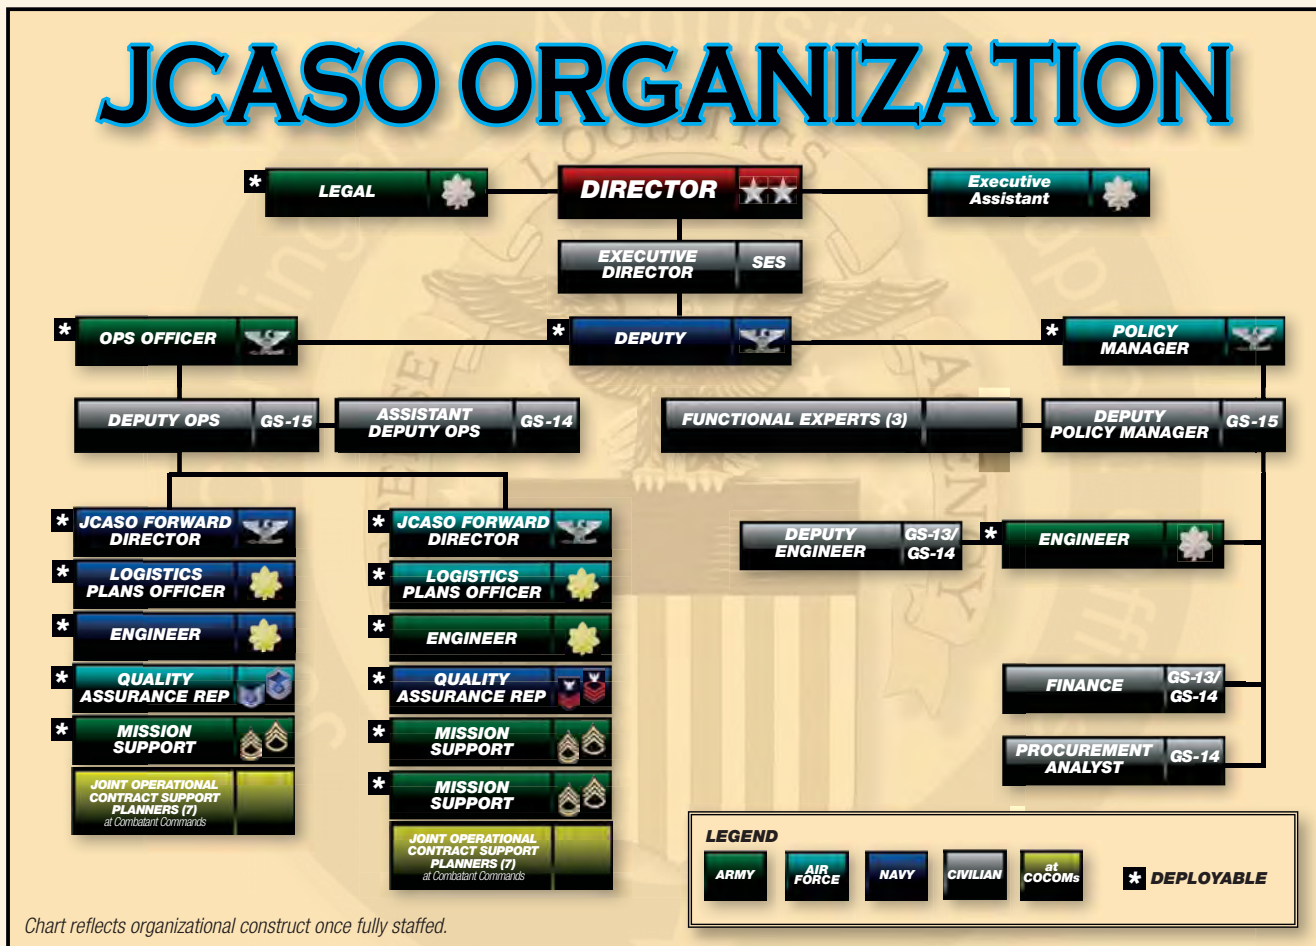 JCASO ORGANIZATION
* LEGAL
DIRECTOR
Executive
Assistant
EXECUTIVE
DIRECTOR
SES
* OPS OFFICER
* DEPUTY
* POLICY
MANAGER
DEPUTY OPS
GS-15
ASSISTANT
DEPUTY OPS
GS-14
FUNCTIONAL EXPERTS (3)
DEPUTY
POLICY MANAGER
GS-15
* JCASO FORWARD
DIRECTOR
* LOGISTICS
PLANS OFFICER
* ENGINEER
* QUALITY
ASSURANCE REP
* MISSION
SUPPORT
JOINT OPERATIONAL
CONTRACT SUPPORT
PLANNERS (7)
at Combatant Commands
* JCASO FORWARD
DIRECTOR
* LOGISTICS
PLANS OFFICER
* ENGINEER
* QUALITY
ASSURANCE REP
* MISSION
SUPPORT
* MISSION
SUPPORT
JOINT OPERATIONAL
CONTRACT SUPPORT
PLANNERS (7)
at Combatant Commands
DEPUTY
ENGINEER
GS-13/
GS-14
* ENGINEER
FINANCE
GS-13/
GS-14
PROCUREMENT
ANALYST
GS-14
LEGEND
ARMY
AIR
FORCE
NAVY
CIVILIAN
at
COCOMs
* DEPLOYABLE
Chart reflects organizational construct once fully staffed.
LOGISTICS
AGENCY